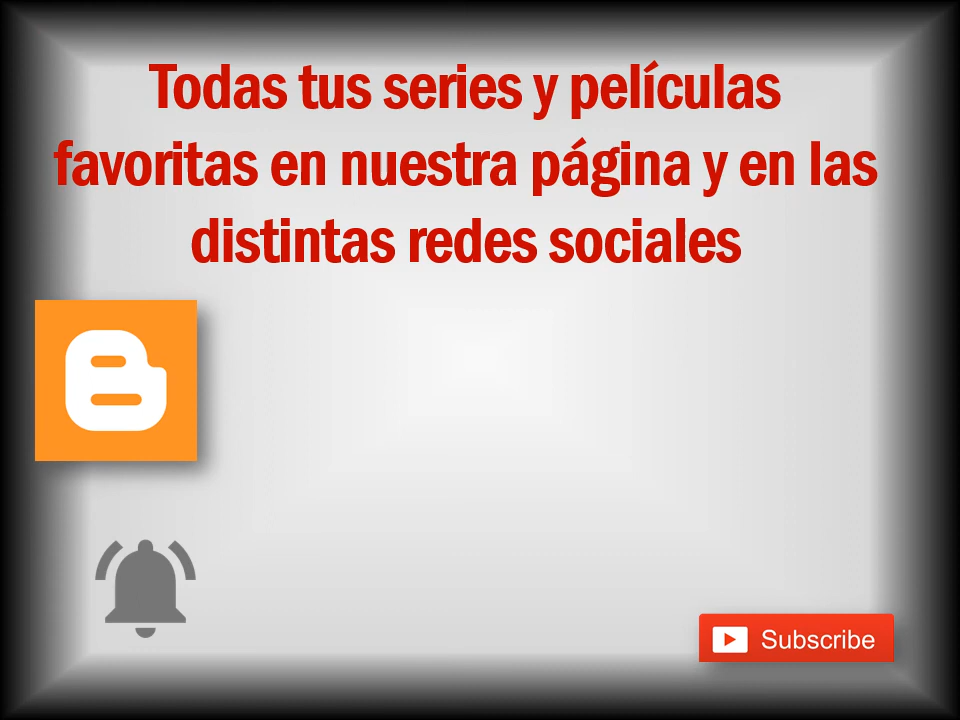 Todas tus series y películas
favoritas en nuestra página y en las
distintas redes sociales
Subscribe